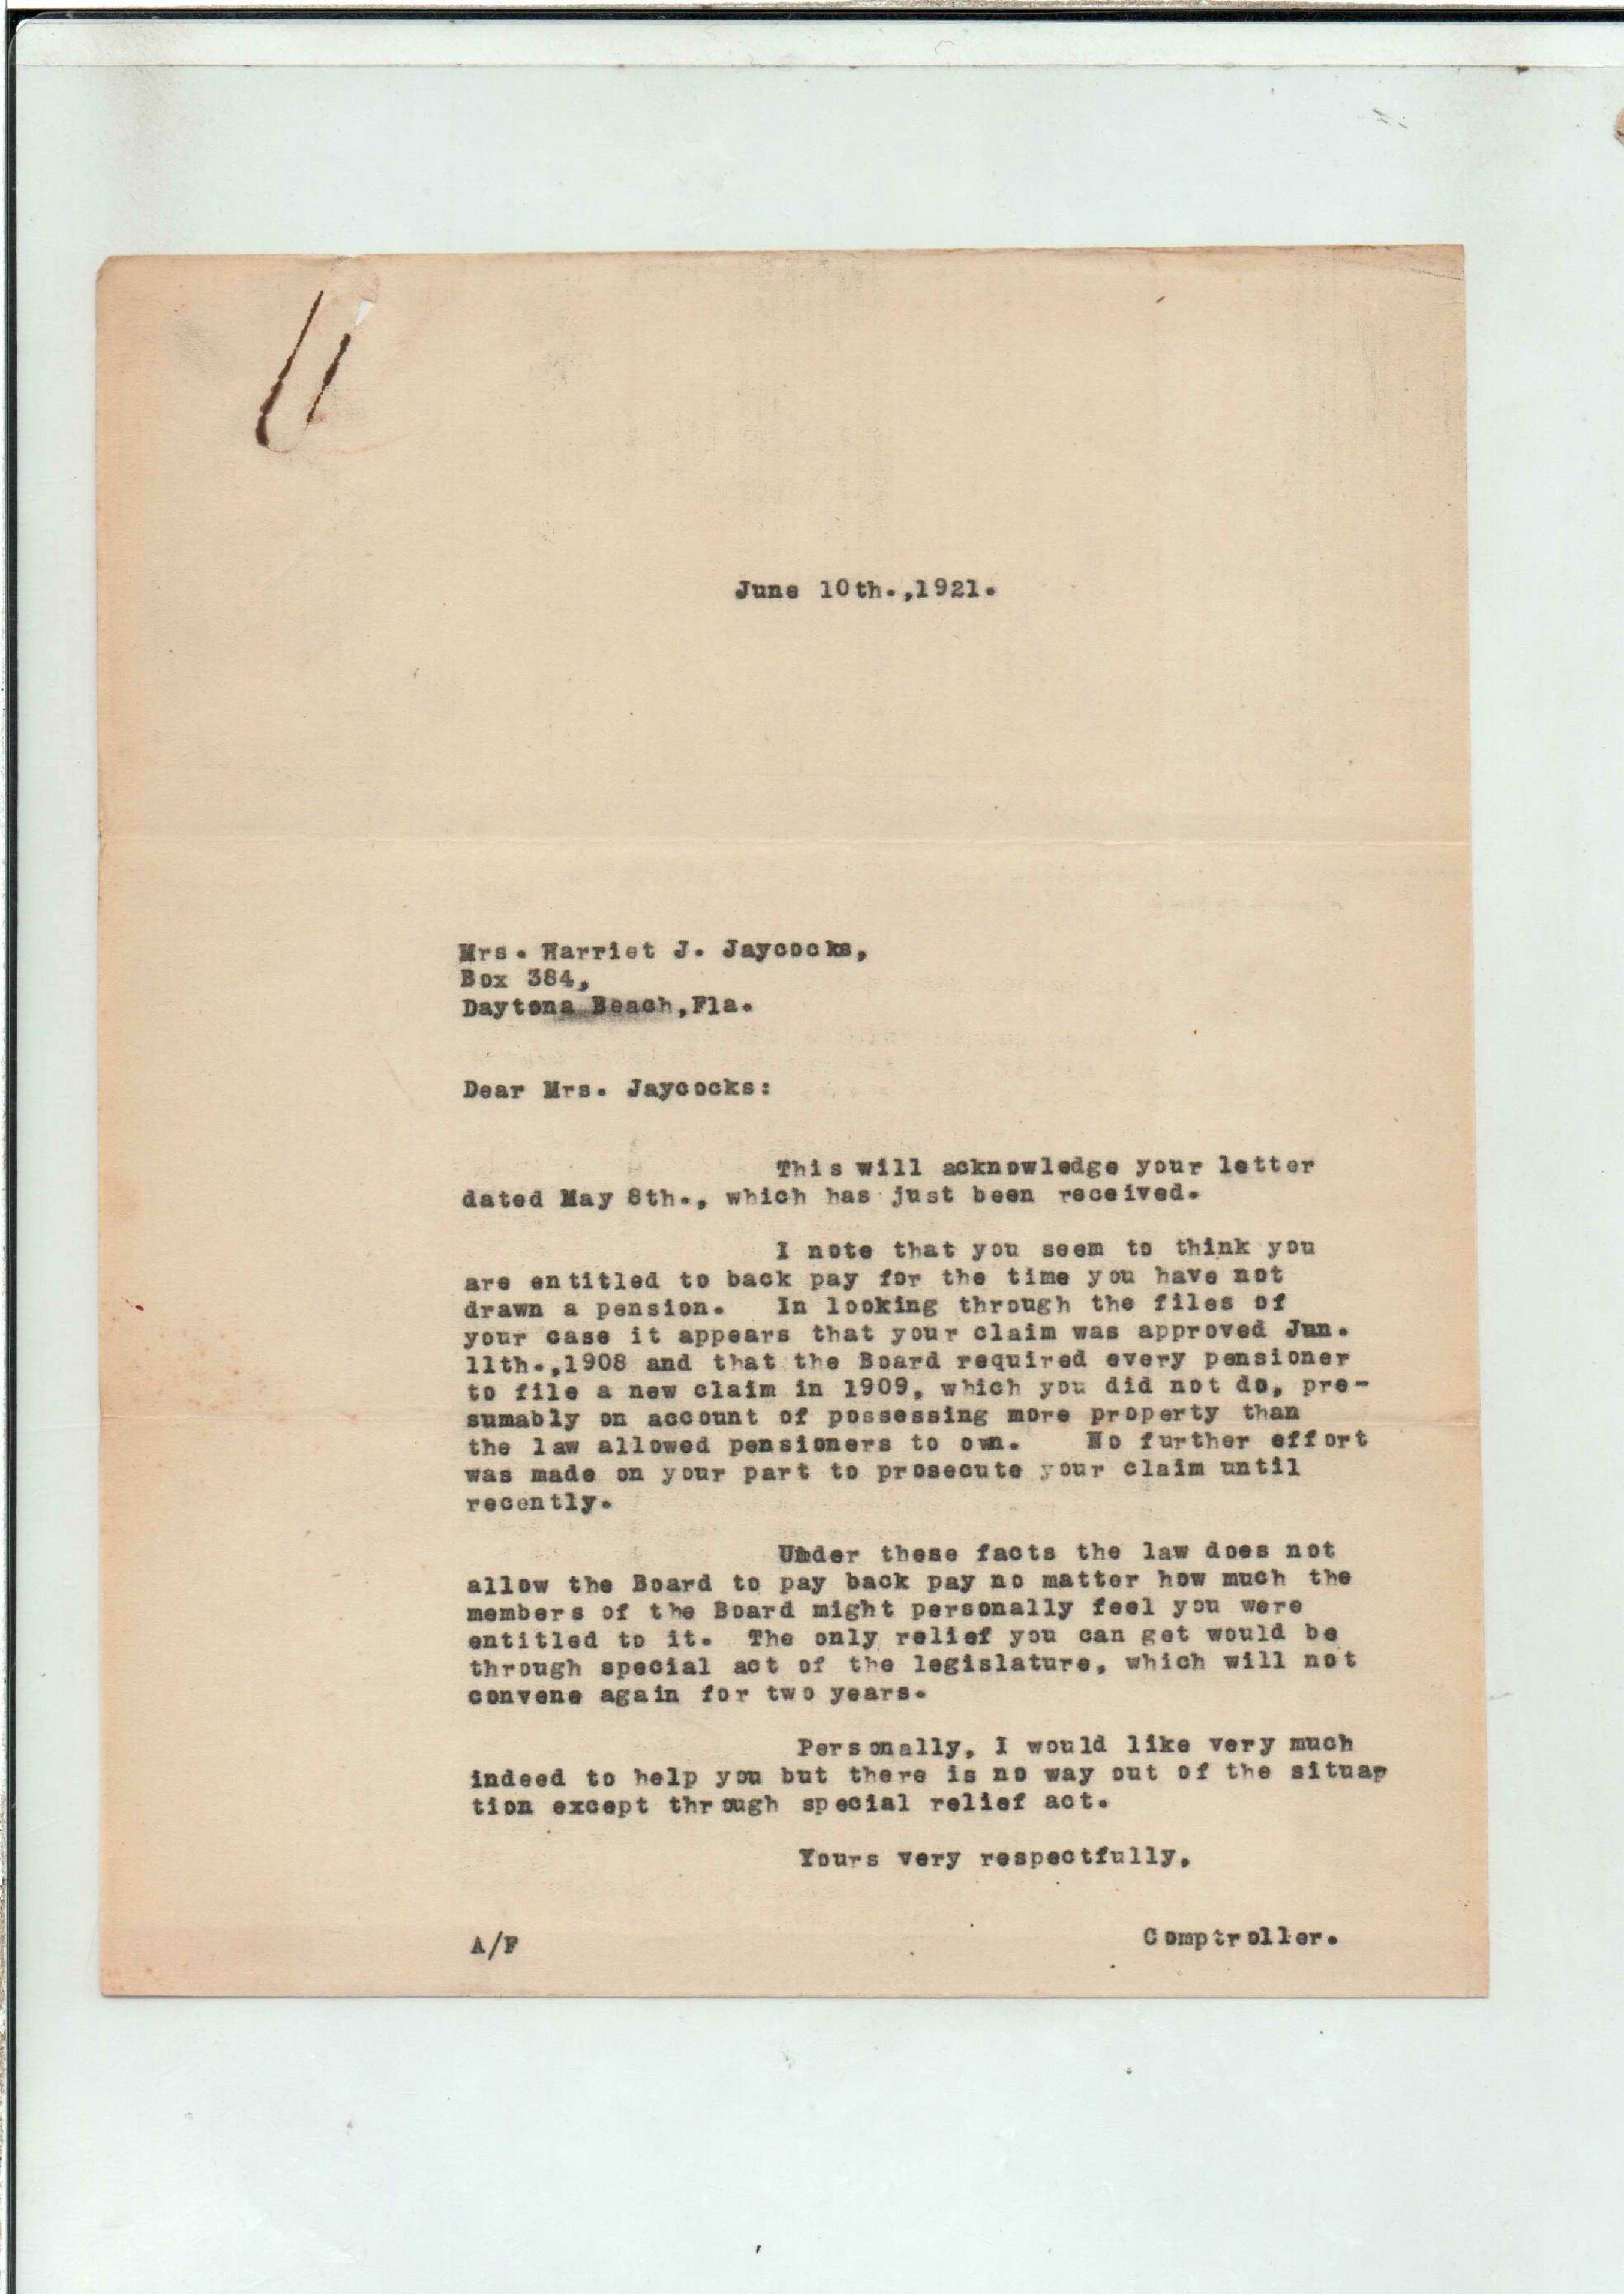 June 10th.,1921.
Mrs. Harriet J. Jaycocks,
Box 384,
Daytona Beach,Fla.
Dear Mrs. Jaycocks:
This will acknowledge your letter
dated May 8th., which has just been received.
I note that you seem to think you
are entitled to back pay for the time you have not
drawn a pension. In looking through the files of
your case it appears that your claim was approved Jun.
11th.,1908 and that the Board required every pensioner
to file a new claim in 1909, which you did not do, pre-
sumably on account of possessing more property than
the law allowed pensioners to own. No further effort
was made on your part to prosecute your claim until
recently.
Under these facts the law does not
allow the Board to pay back pay no matter how much the
members of the Board might personally feel you were
entitled to it. The only relief you can get would be
through special act of the legislature, which will not
convene again for two years.
Personally, I would like very much
indeed to help you but there is no way out of the situa-
tion except through special relief act.
Yours very respectfully,
Comptroller.
A/F